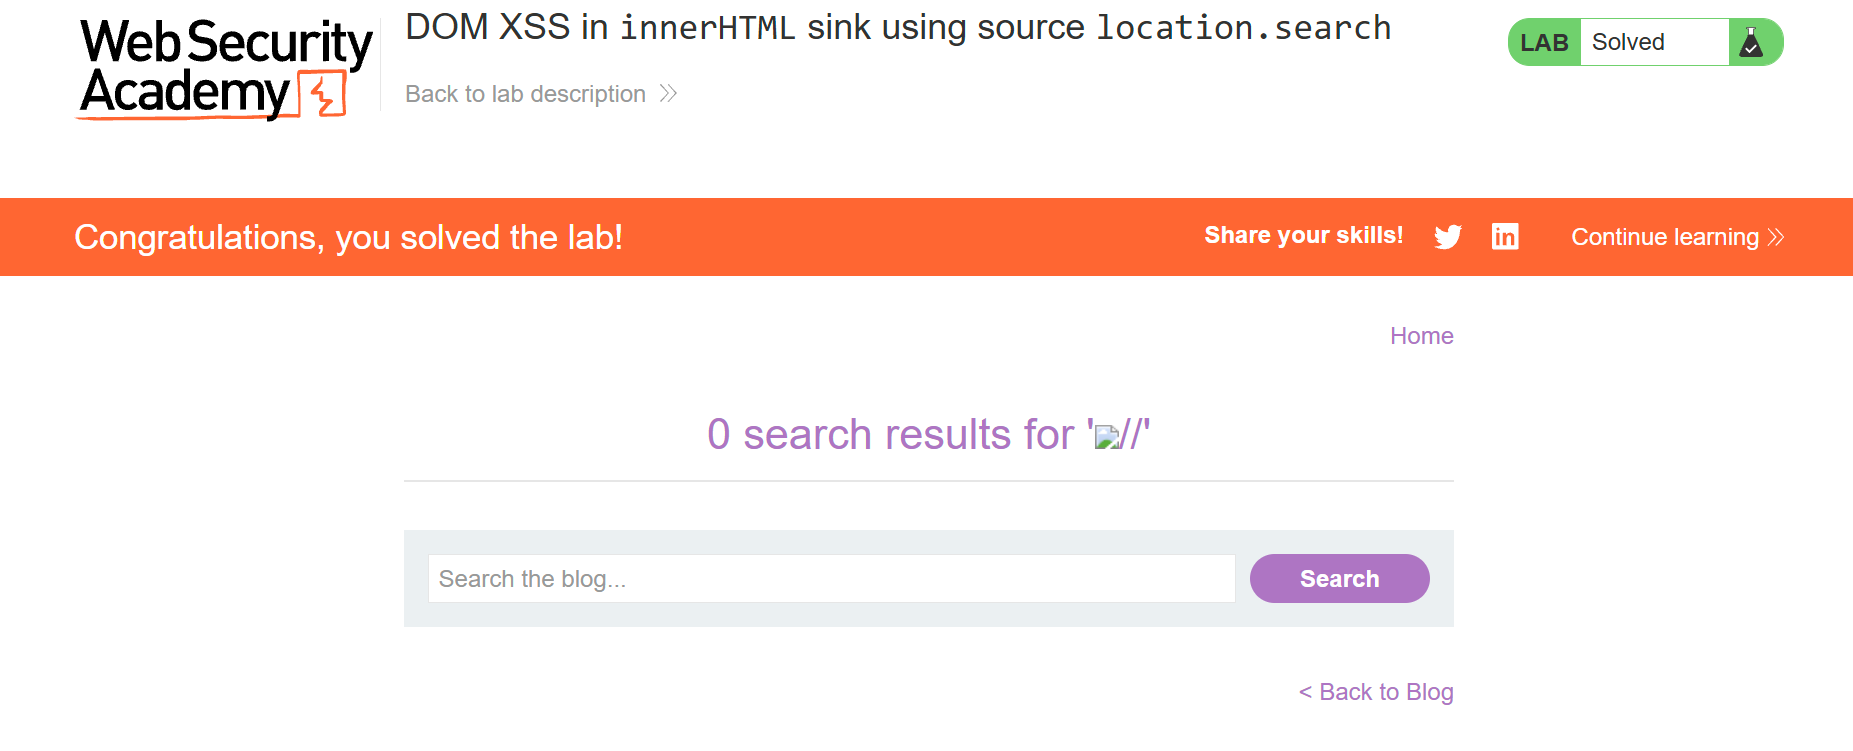 Web Security
Academy
DOM XSS in innerHTML sink using source location.search
Back to lab description
LAB Solved
Congratulations, you solved the lab!
Share your skills!
Continue learning
Home
0 search results for '//'
Search the blog...
Search
< Back to Blog